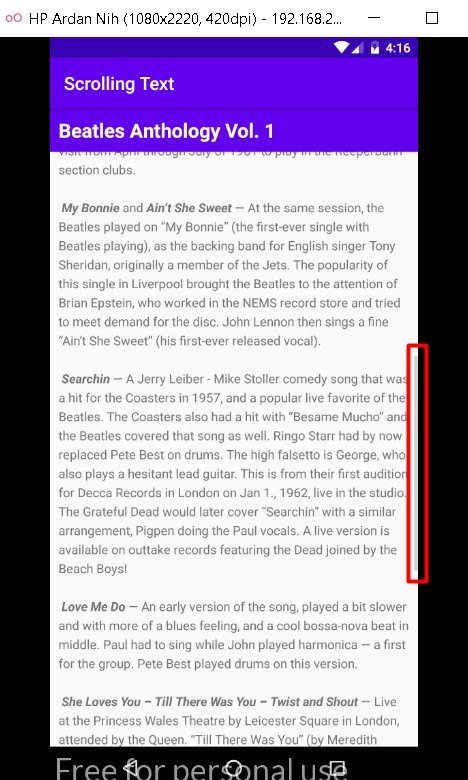 HP Ardan Nih (1080x2220, 420dpi) - 192.168.2...
4:16
Scrolling Text
Beatles Anthology Vol. 1
visit from April through July of 1961 to play in the Reeperbahn
section clubs.
My Bonnie and Ain’t She Sweet — At the same session, the
Beatles played on “My Bonnie” (the first-ever single with
Beatles playing), as the backing band for English singer Tony
Sheridan, originally a member of the Jets. The popularity of
this single in Liverpool brought the Beatles to the attention of
Brian Epstein, who worked in the NEMS record store and tried
to meet demand for the disc. John Lennon then sings a fine
“Ain’t She Sweet” (his first-ever released vocal).
Searchin — A Jerry Leiber - Mike Stoller comedy song that was
a hit for the Coasters in 1957, and a popular live favorite of the
Beatles. The Coasters also had a hit with “Besame Mucho” and
the Beatles covered that song as well. Ringo Starr had by now
replaced Pete Best on drums. The high falsetto is George, who
also plays a hesitant lead guitar. This is from their first audition
for Decca Records in London on Jan 1., 1962, live in the studio.
The Grateful Dead would later cover “Searchin” with a similar
arrangement, Pigpen doing the Paul vocals. A live version is
available on outtake records featuring the Dead joined by the
Beach Boys!
Love Me Do — An early version of the song, played a bit slower
and with more of a blues feeling, and a cool bossa-nova beat in
middle. Paul had to sing while John played harmonica — a first
for the group. Pete Best played drums on this version.
She Loves You – Till There Was You – Twist and Shout — Live
at the Princess Wales Theatre by Leicester Square in London,
attended by the Queen. “Till There Was You” (by Meredith
Free for personal use